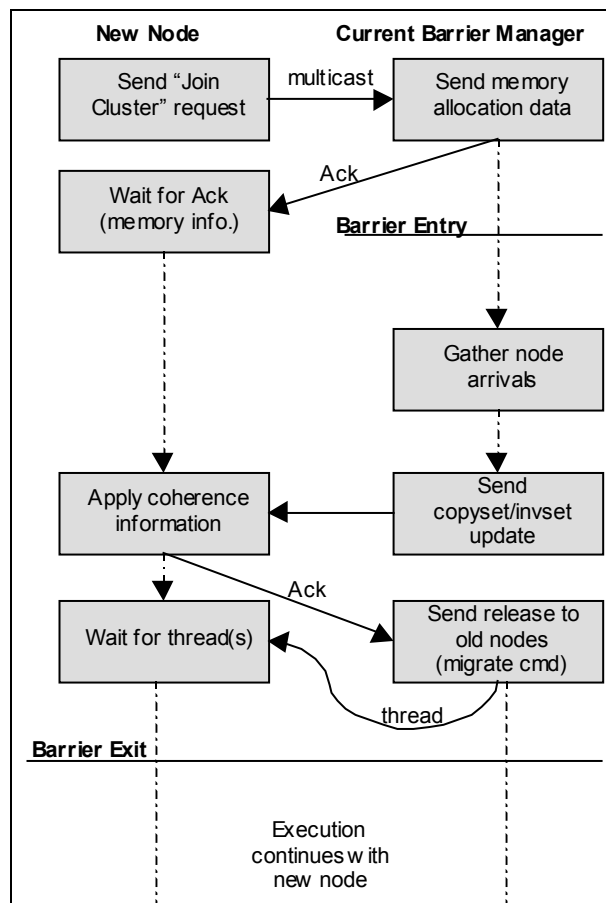 New Node
Current Barrier Manager
Send “Join
Cluster” request
multicast
Send memory
allocation data
Ack
Wait for Ack
(memory info.)
Barrier Entry
Gather node
arrivals
Apply coherence
information
Send
copyset/invset
update
Ack
Wait for thread(s)
Send release to
old nodes
(migrate cmd)
thread
Barrier Exit
Execution
continues with
new node